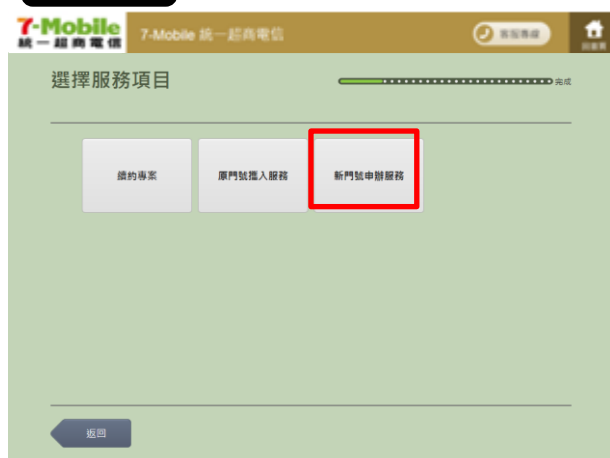 7-Mobile
統一超商電信
7-Mobile 統一超商電信
客服專線
回首頁
選擇服務項目
完成
續約專案
原門號攜入服務
新門號申辦服務
返回